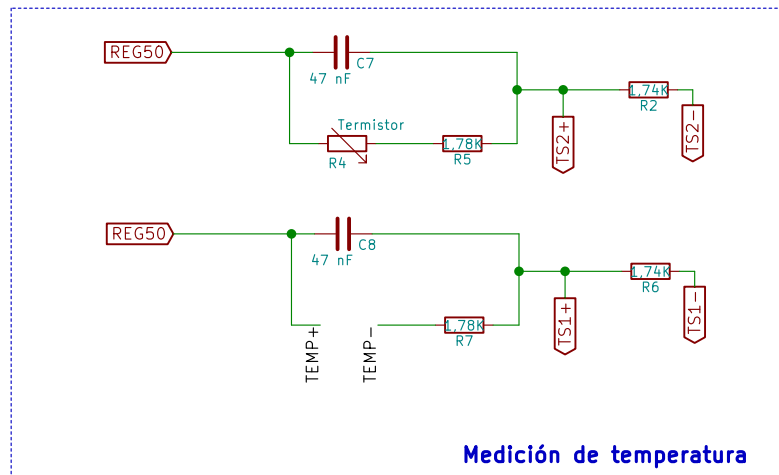 REG50
C7
47 nF
Termistor
R4
1,78K
R5
TS2+
1,74K
R2
TS2-
REG50
C8
47 nF
TEMP+
TEMP-
1,78K
R7
TS1+
1,74K
R6
TS1-
Medición de temperatura